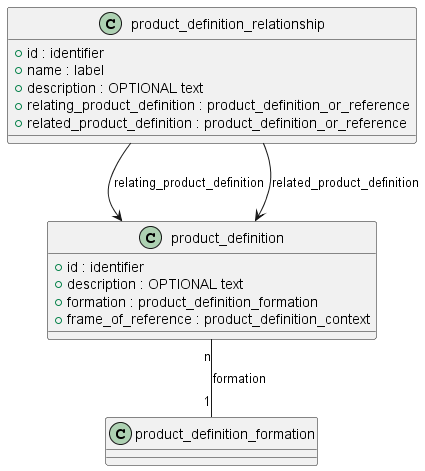 C product_definition_relationship
id : identifier
name : label
description : OPTIONAL text
relating_product_definition : product_definition_or_reference
related_product_definition : product_definition_or_reference
relating_product_definition
related_product_definition
C product_definition
id : identifier
description : OPTIONAL text
formation : product_definition_formation
frame_of_reference : product_definition_context
n
formation
1
C product_definition_formation